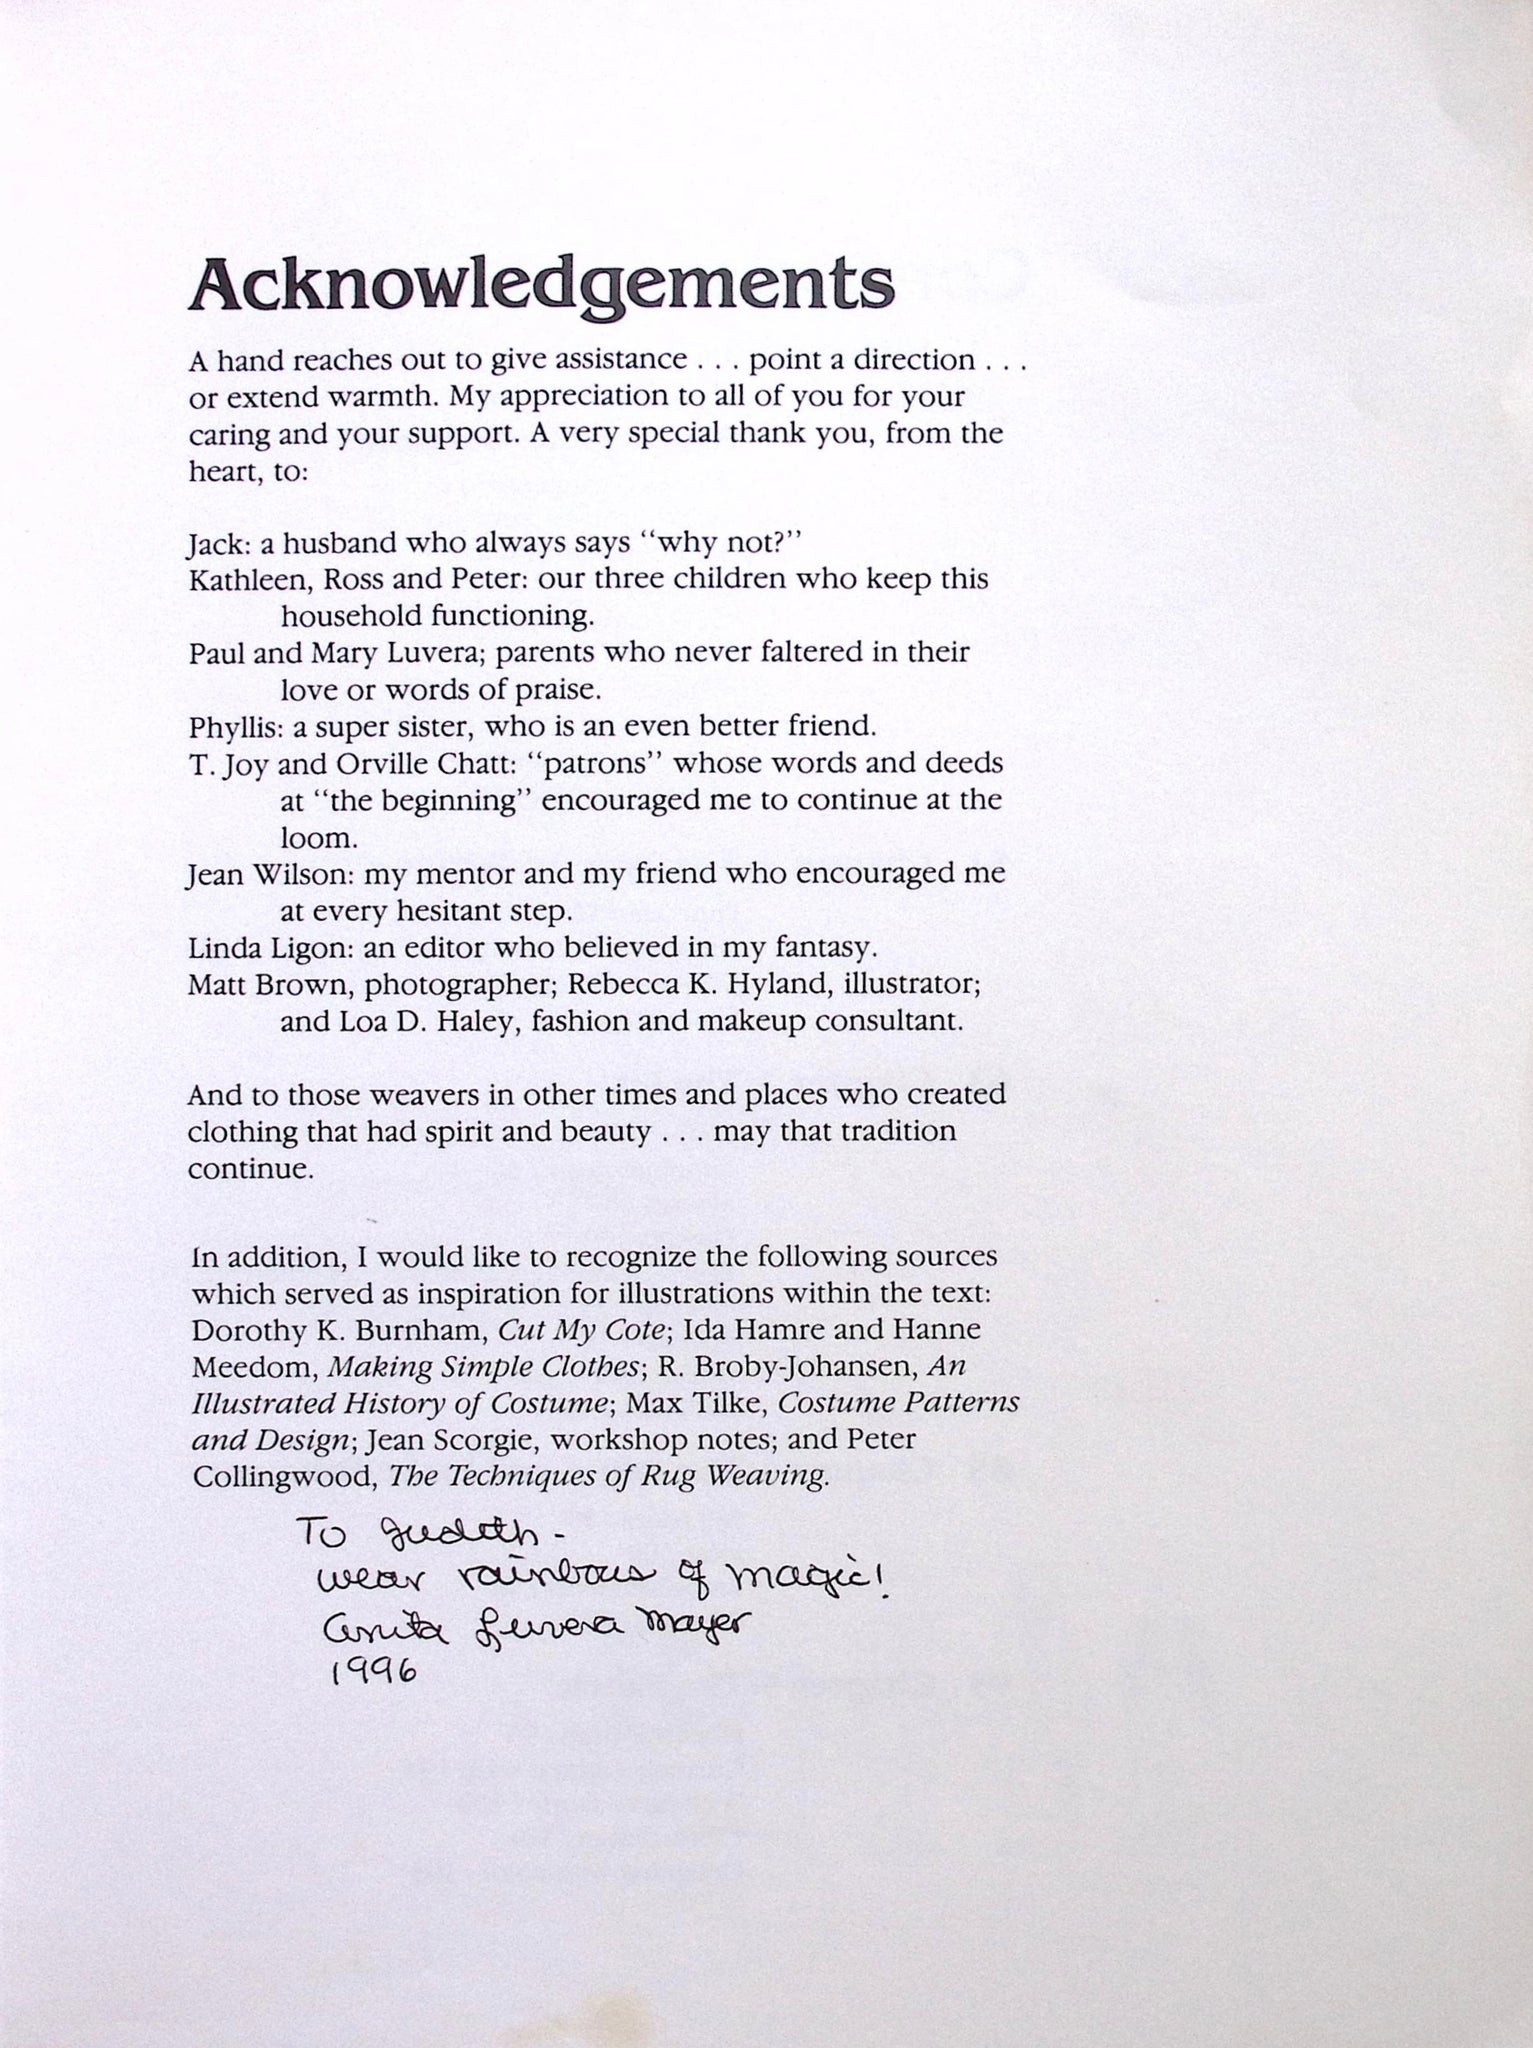 Acknowledgements
A hand reaches out to give assistance . . . point a direction . . .
or extend warmth. My appreciation to all of you for your
caring and your support. A very special thank you, from the
heart, to:
Jack: a husband who always says “why not?”
Kathleen, Ross and Peter: our three children who keep this
household functioning.
Paul and Mary Luvera; parents who never faltered in their
love or words of praise.
Phyllis: a super sister, who is an even better friend.
T. Joy and Orville Chatt: “patrons” whose words and deeds
at “the beginning” encouraged me to continue at the
loom.
Jean Wilson: my mentor and my friend who encouraged me
at every hesitant step.
Linda Ligon: an editor who believed in my fantasy.
Matt Brown, photographer; Rebecca K. Hyland, illustrator;
and Loa D. Haley, fashion and makeup consultant.
And to those weavers in other times and places who created
clothing that had spirit and beauty . . . may that tradition
continue.
In addition, I would like to recognize the following sources
which served as inspiration for illustrations within the text:
Dorothy K. Burnham, Cut My Cote; Ida Hamre and Hanne
Meedom, Making Simple Clothes; R. Broby-Johansen, An
Illustrated History of Costume; Max Tilke, Costume Patterns
and Design; Jean Scorgie, workshop notes; and Peter
Collingwood, The Techniques of Rug Weaving.
To Judith -
wear rainbows of magic!
Anita Luvera Mayer
1996